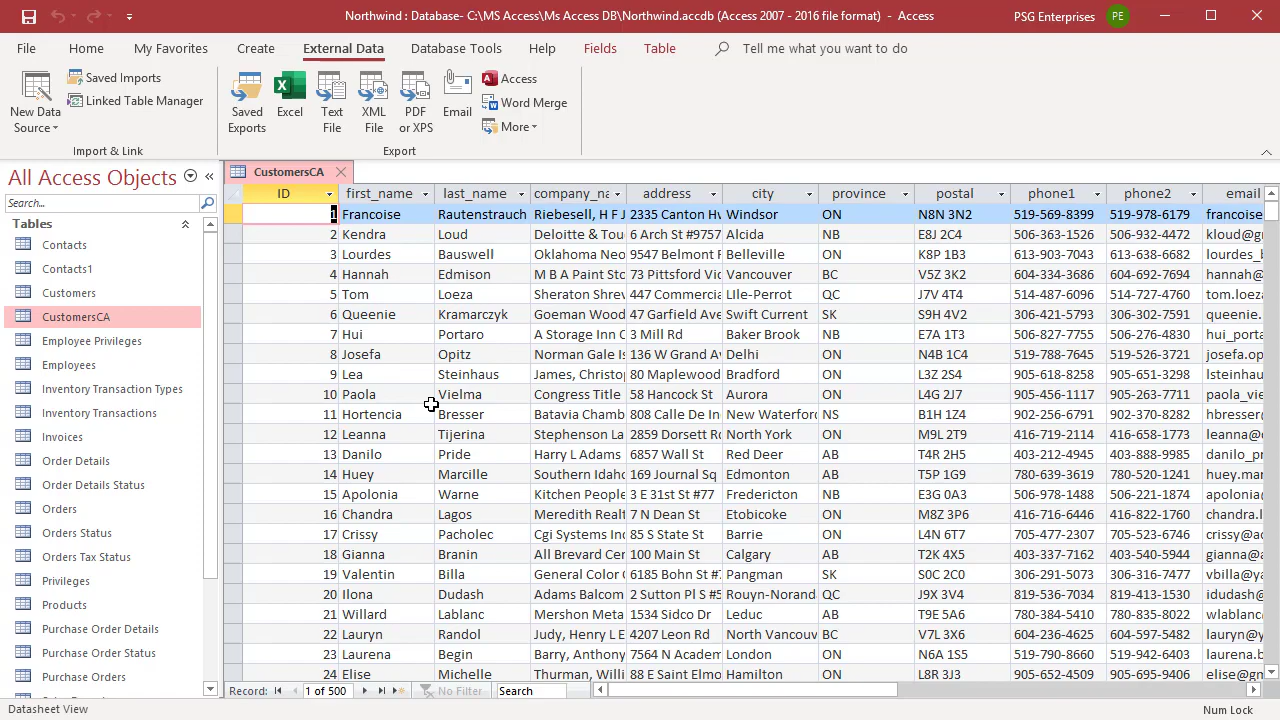 Northwind : Database- C:\MS Access\Ms Access DB\Northwind.accdb (Access 2007 - 2016 file format) - Access PSG Enterprises PE
File Home My Favorites Create External Data Database Tools Help Fields Table Tell me what you want to do
New Data Source
Saved Imports
Linked Table Manager
Import & Link
Saved Exports
Excel
Text File
XML File
PDF or XPS
Email
Access
Word Merge
More
Export
All Access Objects
Search...
Tables
Contacts
Contacts1
Customers
CustomersCA
Employee Privileges
Employees
Inventory Transaction Types
Inventory Transactions
Invoices
Order Details
Order Details Status
Orders
Orders Status
Orders Tax Status
Privileges
Products
Purchase Order Details
Purchase Order Status
Purchase Orders
CustomersCA
ID first_name last_name company_na address city province postal phone1 phone2 email
1 Francoise Rautenstrauch Riebesell, H F J 2335 Canton Hw Windsor ON N8N 3N2 519-569-8399 519-978-6179 francoise
2 Kendra Loud Deloitte & Tou 6 Arch St #9757 Alcida NB E8J 2C4 506-363-1526 506-932-4472 kloud@gr
3 Lourdes Bauswell Oklahoma Neo 9547 Belmont F Belleville ON K8P 1B3 613-903-7043 613-638-6682 lourdes_b
4 Hannah Edmison M B A Paint Sto 73 Pittsford Vic Vancouver BC V5Z 3K2 604-334-3686 604-692-7694 hannah@
5 Tom Loeza Sheraton Shrev 447 Commercia Llle-Perrot QC J7V 4T4 514-487-6096 514-727-4760 tom.loeza
6 Queenie Kramarczyk Goeman Wood 47 Garfield Ave Swift Current SK S9H 4V2 306-421-5793 306-302-7591 queenie.
7 Hui Portaro A Storage Inn O 3 Mill Rd Baker Brook NB E7A 1T3 506-827-7755 506-276-4830 hui_porta
8 Josefa Opitz Norman Gale Is 136 W Grand Av Delhi ON N4B 1C4 519-788-7645 519-526-3721 josefa.op
9 Lea Steinhaus James, Christop 80 Maplewood Bradford ON L3Z 2S4 905-618-8258 905-651-3298 lsteinhau
10 Paola Vielma Congress Title 58 Hancock St Aurora ON L4G 2J7 905-456-1117 905-263-7711 paola_vi
11 Hortencia Bresser Batavia Chamb 808 Calle De In New Waterford NS B1H 1Z4 902-256-6791 902-370-8282 hbresser@
12 Leanna Tijerina Stephenson La 2859 Dorsett Rd North York ON M9L 2T9 416-719-2114 416-658-1773 leanna@
13 Danilo Pride Harry L Adams 6857 Wall St Red Deer AB T4R 2H5 403-212-4945 403-888-9985 danilo_pr
14 Huey Marcille Southern Idaho 169 Journal Sq Edmonton AB T5P 1G9 780-639-3619 780-520-1241 huey.mar
15 Apolonia Warne Kitchen People 3 E 31st St #77 Fredericton NB E3G 0A3 506-978-1488 506-221-1874 apolonia@
16 Chandra Lagos Meredith Realt 7 N Dean St Etobicoke ON M8Z 3P6 416-716-6446 416-822-1760 chandra.l
17 Crissy Pacholec Cgi Systems Inc 85 S State St Barrie ON L4N 6T7 705-477-2307 705-523-6746 crissy@ac
18 Gianna Branin All Brevard Cer 100 Main St Calgary AB T2K 4X5 403-337-7162 403-540-5944 gianna@a
19 Valentin Billa General Color C 6185 Bohn St #7 Pangman SK S0C 2C0 306-291-5073 306-316-7477 vbilla@ya
20 Ilona Dudash Adams Balcom 2 Sutton Pl S #5 Rouyn-Norand QC J9X 3V4 819-536-7034 819-413-1530 idudash@
21 Willard Lablanc Mershon Meta 1534 Sidco Dr Leduc AB T9E 5A6 780-384-5410 780-835-8022 wlablanc
22 Lauryn Randol Judy, Henry L E 4207 Leon Rd North Vancouv BC V7L 3X6 604-236-4625 604-597-5482 lauryn@y
23 Laurena Begin Barry, Anthony 7564 N Academ London ON N6A 1S5 519-790-8660 519-942-6403 laurena.b
24 Elise Michelle Thurman, Willi 88 E Saint Elmo Hamilton ON L8R 3J3 905-652-4509 905-695-9406 elise@gm
Record: 1 of 500 No Filter Search
Datasheet View Num Lock